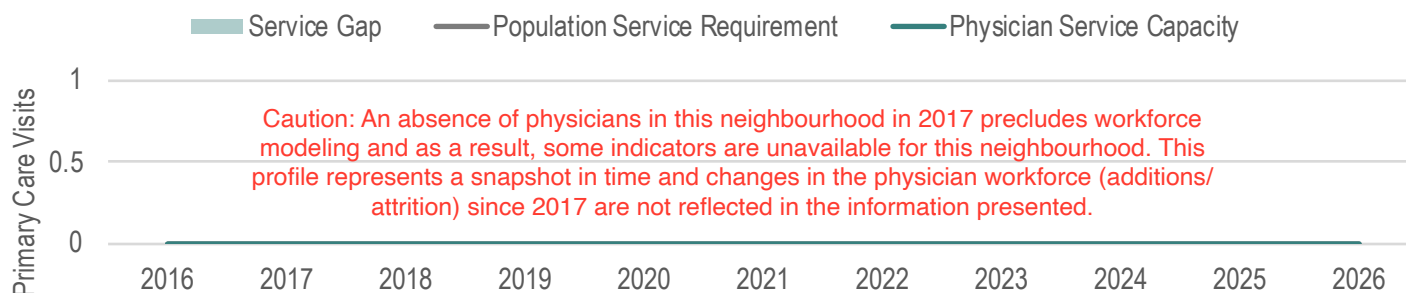 Service Gap Population Service Requirement Physician Service Capacity
Primary Care Visits
1
0.5
0
Caution: An absence of physicians in this neighbourhood in 2017 precludes workforce
modeling and as a result, some indicators are unavailable for this neighbourhood. This
profile represents a snapshot in time and changes in the physician workforce (additions/
attrition) since 2017 are not reflected in the information presented.
2016 2017 2018 2019 2020 2021 2022 2023 2024 2025 2026